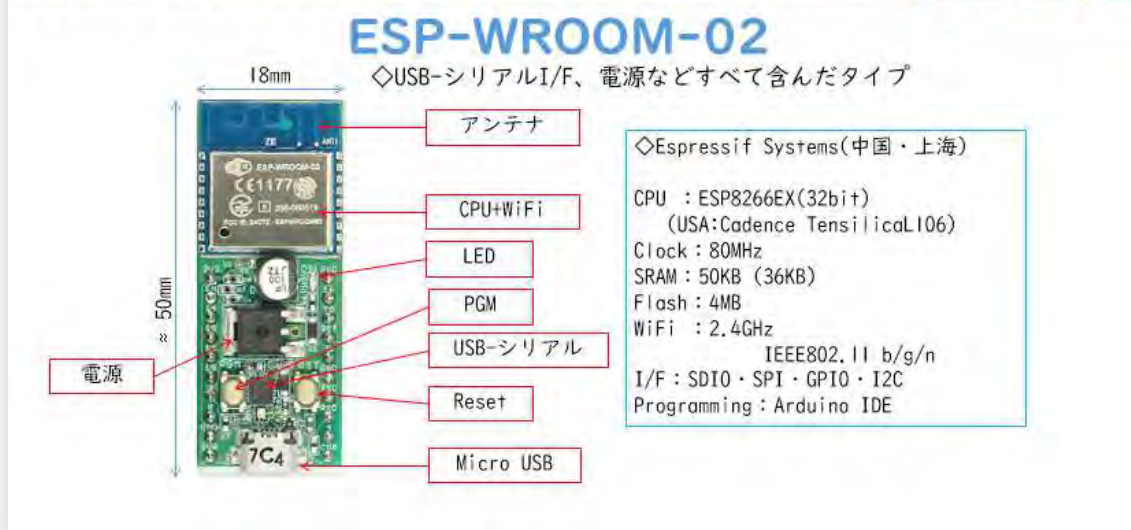 ESP-WROOM-02
◇USB-シリアルI/F、電源などすべて含んだタイプ
18mm
≈ 50mm
アンテナ
CPU+WiFi
LED
PGM
USB-シリアル
電源
Reset
Micro USB
ESP-WROOM-02
CE1177
7C4
◇Espressif Systems(中国・上海)
CPU :ESP8266EX(32bit)
(USA:Cadence TensilicaL106)
Clock:80MHz
SRAM:50KB (36KB)
Flash:4MB
WiFi :2.4GHz
IEEE802.11 b/g/n
I/F:SDIO・SPI・GPIO・I2C
Programming:Arduino IDE